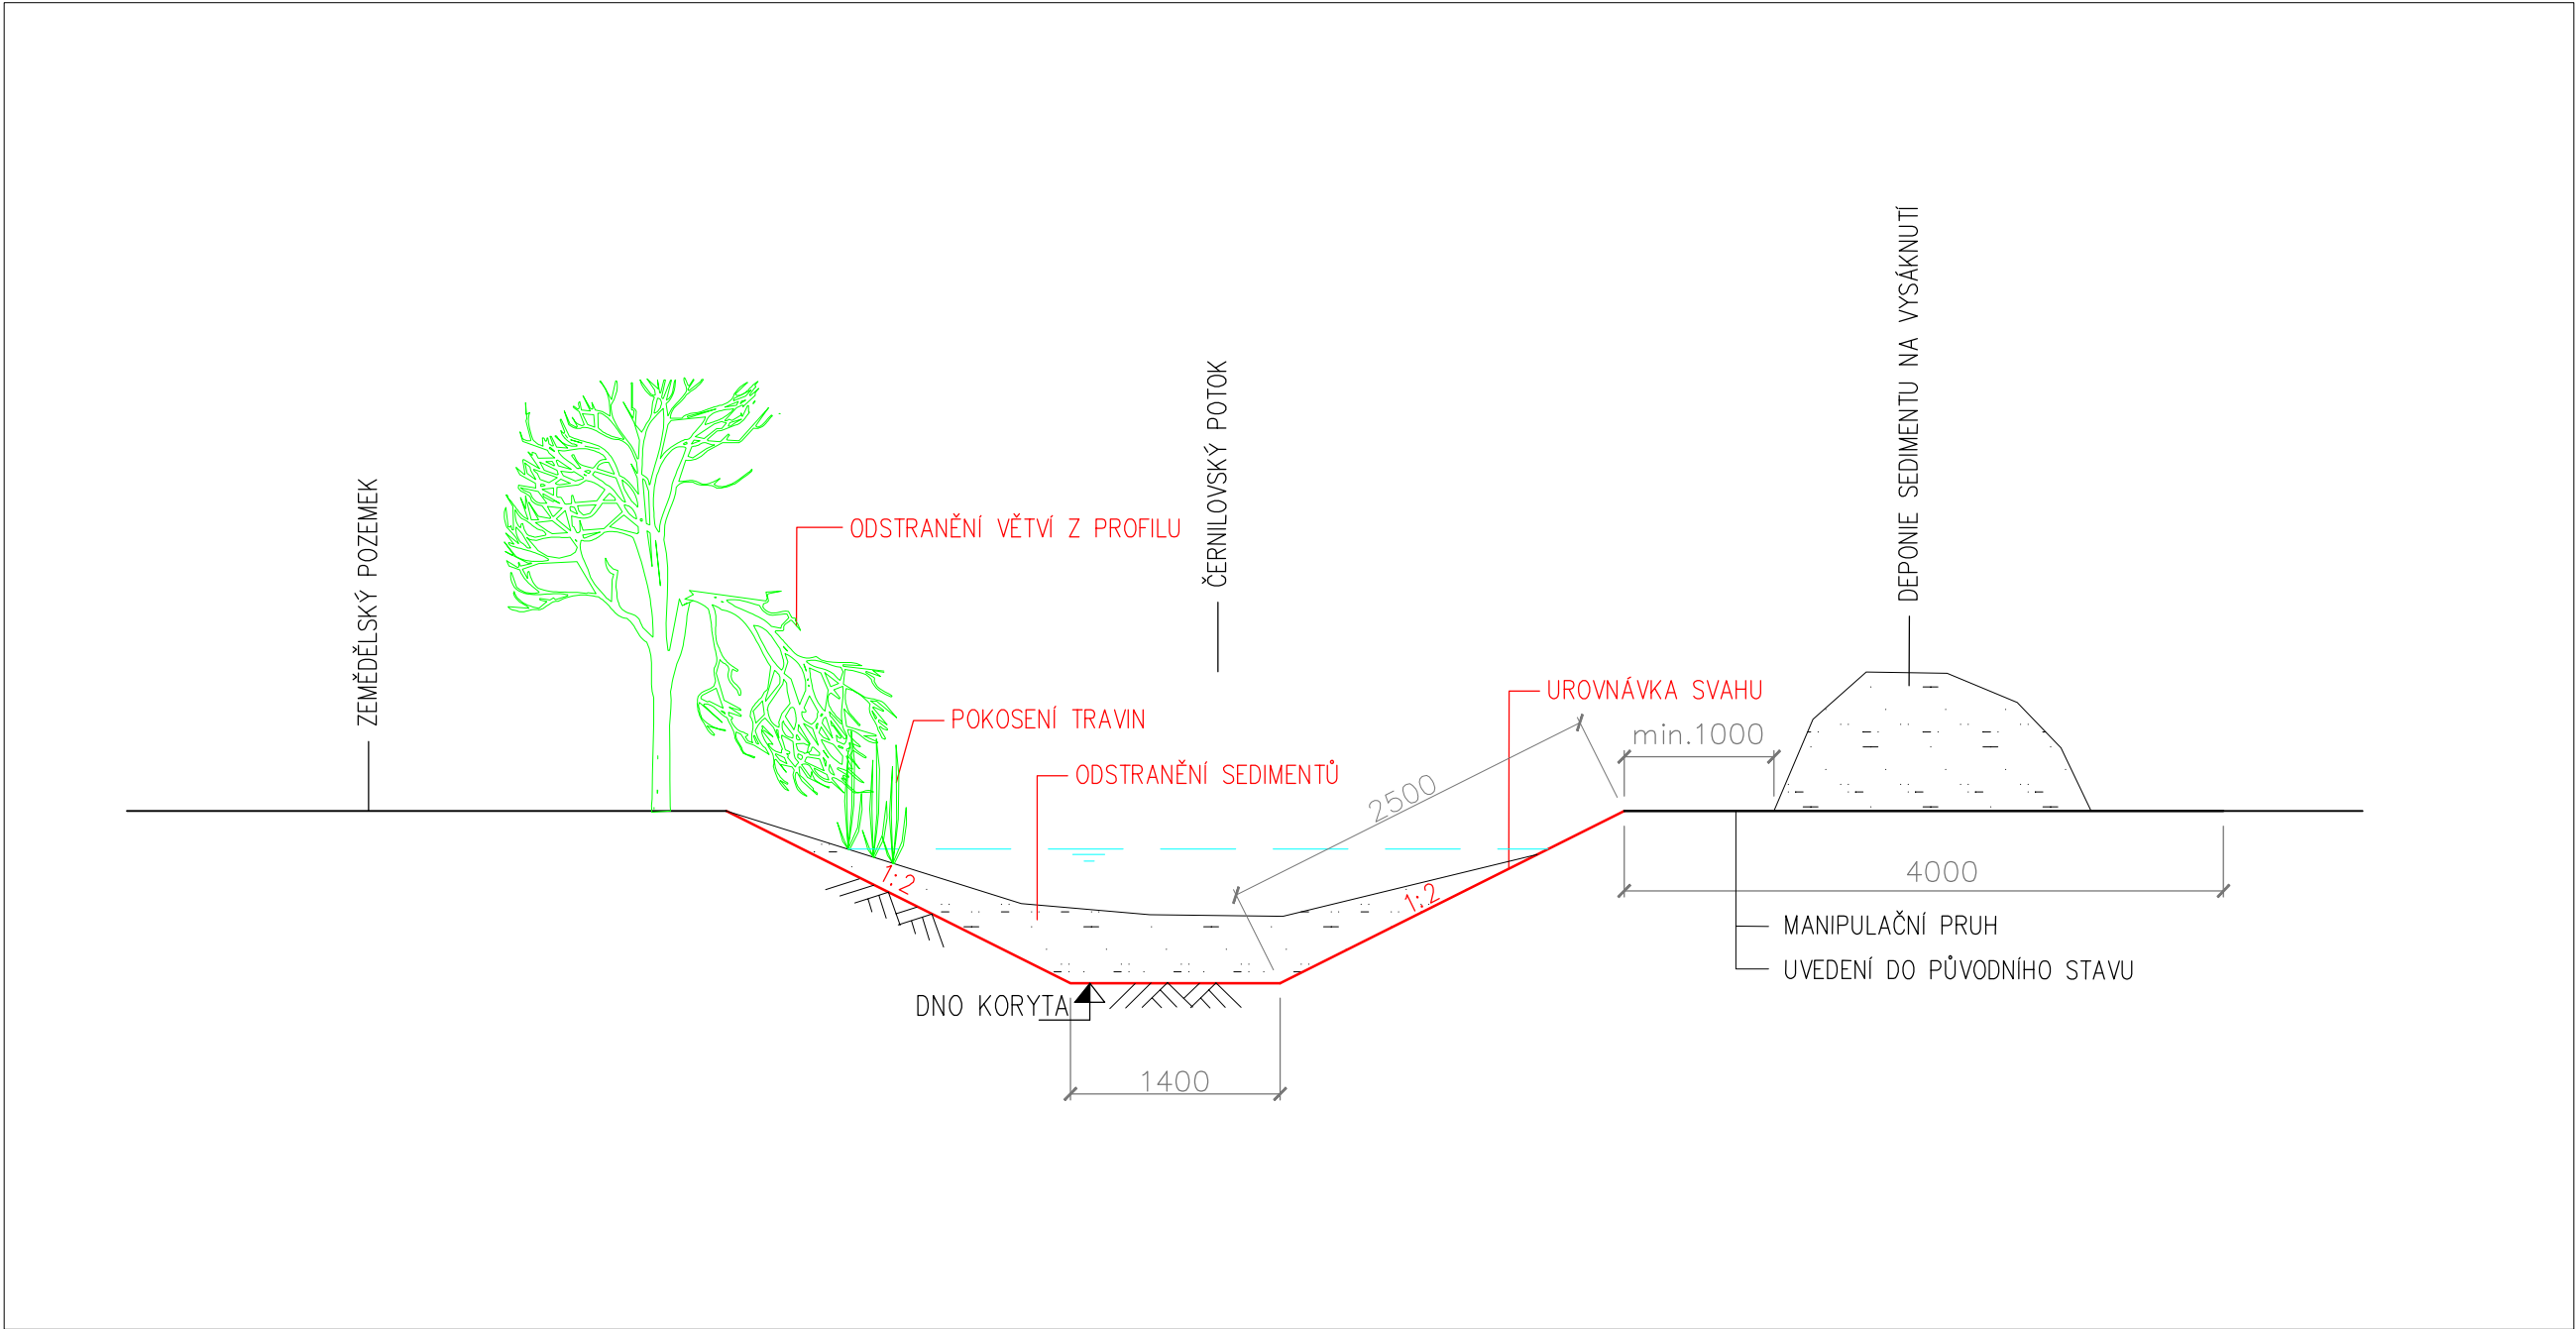 ZEMĚDĚLSKÝ POZEMEK
ODSTRANĚNÍ VĚTVÍ Z PROFILU
POKOSENÍ TRAVIN
ODSTRANĚNÍ SEDIMENTŮ
ČERNILOVSKÝ POTOK
UROVNÁVKA SVAHU
DEPONIE SEDIMENTU NA VYSÁKNUTÍ
min.1000
2500
1:2
1:2
4000
MANIPULAČNÍ PRUH
UVEDENÍ DO PŮVODNÍHO STAVU
DNO KORYTA
1400